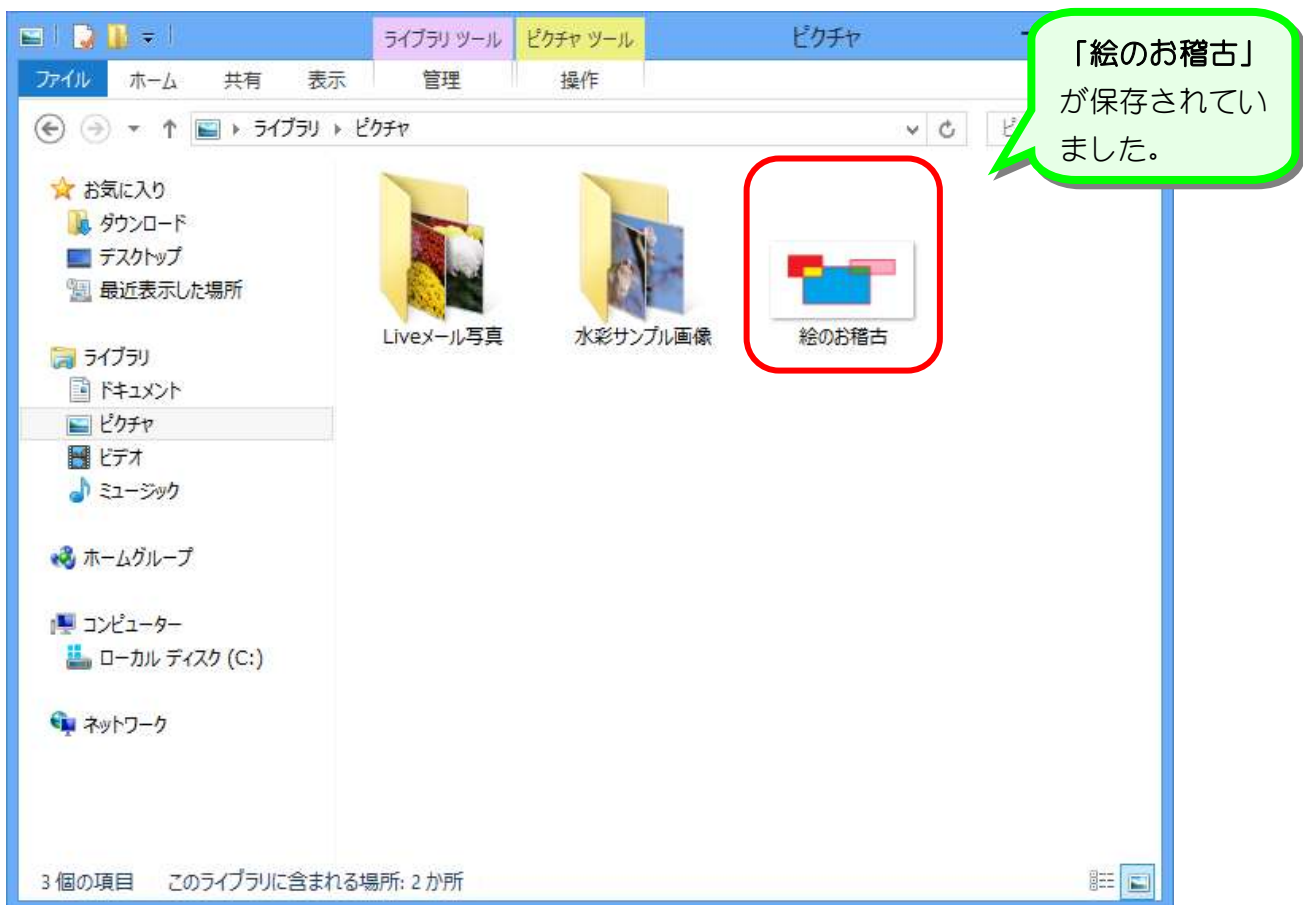 ライブラリ ツール ピクチャ ツール ピクチャ
ファイル ホーム 共有 表示 管理 操作
ライブラリ ピクチャ
「絵のお稽古」
が保存されてい
ました。
お気に入り
ダウンロード
デスクトップ
最近表示した場所
ライブラリ
ドキュメント
ピクチャ
ビデオ
ミュージック
ホームグループ
コンピューター
ローカル ディスク (C:)
ネットワーク
Liveメール写真 水彩サンプル画像 絵のお稽古
3 個の項目 このライブラリに含まれる場所: 2 か所